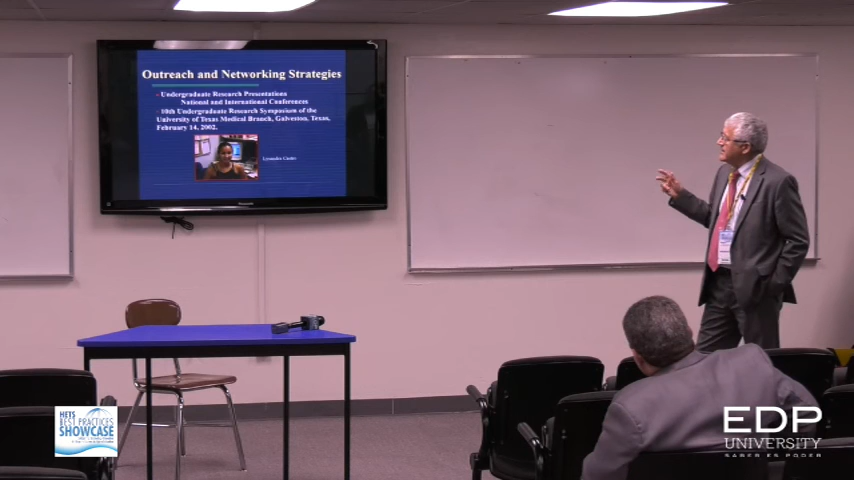 Outreach and Networking Strategies
Undergraduate Research Presentations
National and International Conferences
10th Undergraduate Research Symposium of the
University of Texas Medical Branch, Galveston, Texas,
February 14, 2002.
HETS
BEST PRACTICES
SHOWCASE
EDP
UNIVERSITY
SABER ES PODER